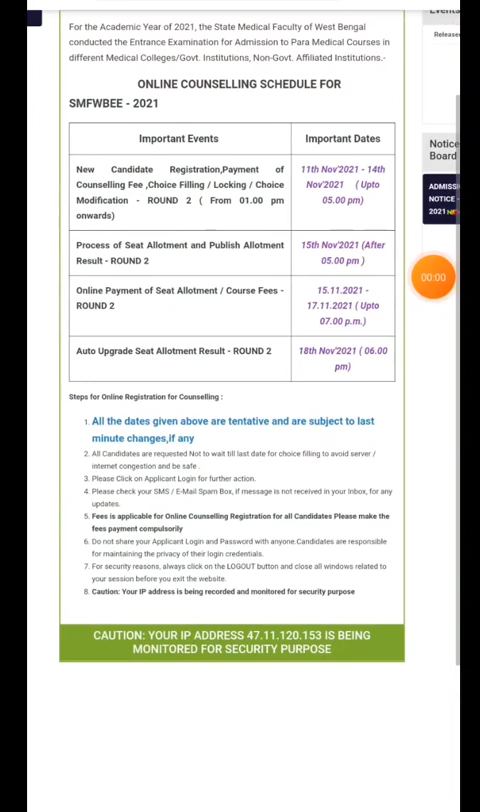 For the Academic Year of 2021, the State Medical Faculty of West Bengal
conducted the Entrance Examination for Admission to Para Medical Courses in
different Medical Colleges/Govt. Institutions, Non-Govt. Affiliated Institutions.-
ONLINE COUNSELLING SCHEDULE FOR
SMFWBEE - 2021
Important Events
Important Dates
New Candidate Registration,Payment of
Counselling Fee ,Choice Filling / Locking / Choice
Modification - ROUND 2 ( From 01.00 pm
onwards)
11th Nov'2021 - 14th
Nov'2021 ( Upto
05.00 pm)
Process of Seat Allotment and Publish Allotment
Result - ROUND 2
15th Nov'2021 (After
05.00 pm )
Online Payment of Seat Allotment / Course Fees -
ROUND 2
15.11.2021 -
17.11.2021 ( Upto
07.00 p.m.)
Auto Upgrade Seat Allotment Result - ROUND 2
18th Nov'2021 ( 06.00
pm)
Steps for Online Registration for Counselling :
1. All the dates given above are tentative and are subject to last
minute changes,if any
2. All Candidates are requested Not to wait till last date for choice filling to avoid server /
internet congestion and be safe .
3. Please Click on Applicant Login for further action.
4. Please check your SMS / E-Mail Spam Box, if message is not received in your Inbox, for any
updates.
5. Fees is applicable for Online Counselling Registration for all Candidates Please make the
fees payment compulsorily
6. Do not share your Applicant Login and Password with anyone.Candidates are responsible
for maintaining the privacy of their login credentials.
7. For security reasons, always click on the LOGOUT button and close all windows related to
your session before you exit the website.
8. Caution: Your IP address is being recorded and monitored for security purpose
CAUTION: YOUR IP ADDRESS 47.11.120.153 IS BEING
MONITORED FOR SECURITY PURPOSE
Events
Release
Notice
Board
ADMISSI
NOTICE -
2021
00:00